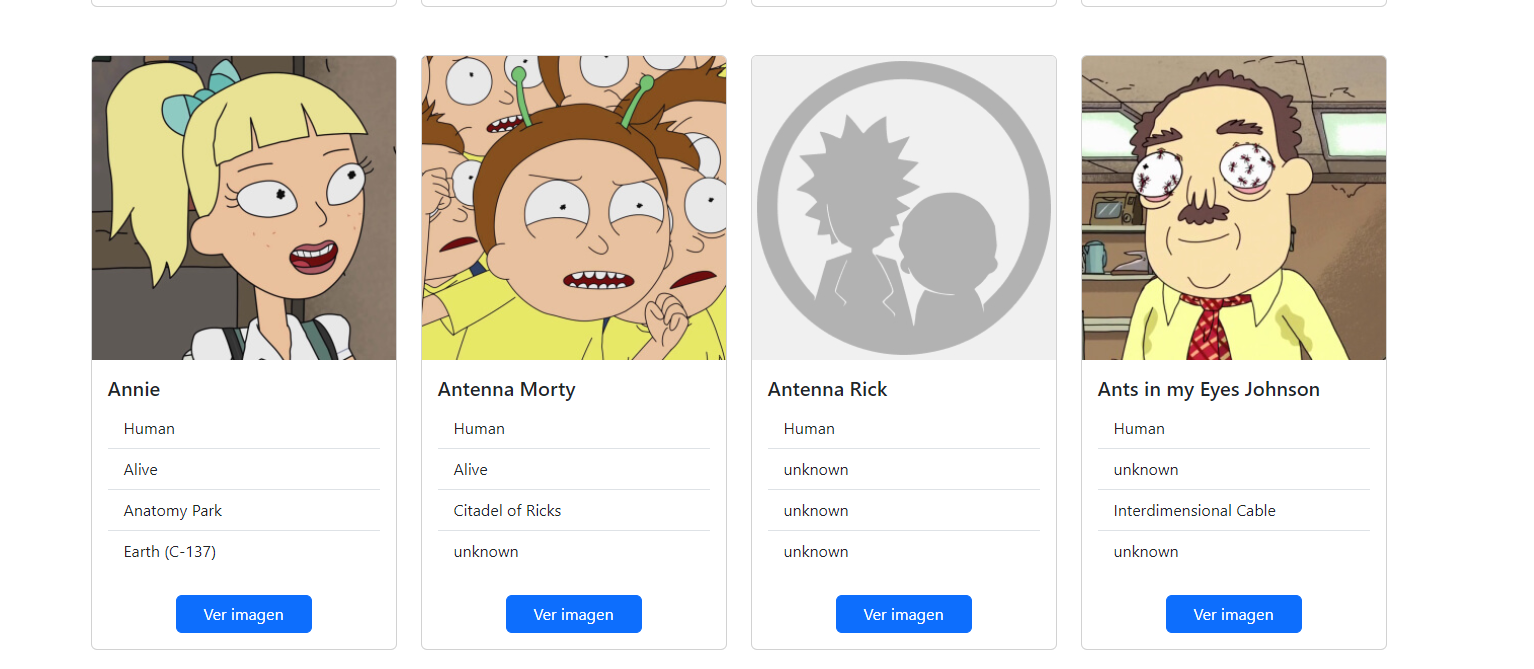 Annie
Human
Alive
Anatomy Park
Earth (C-137)
Ver imagen
Antenna Morty
Human
Alive
Citadel of Ricks
unknown
Ver imagen
Antenna Rick
Human
unknown
unknown
unknown
Ver imagen
Ants in my Eyes Johnson
Human
unknown
Interdimensional Cable
unknown
Ver imagen